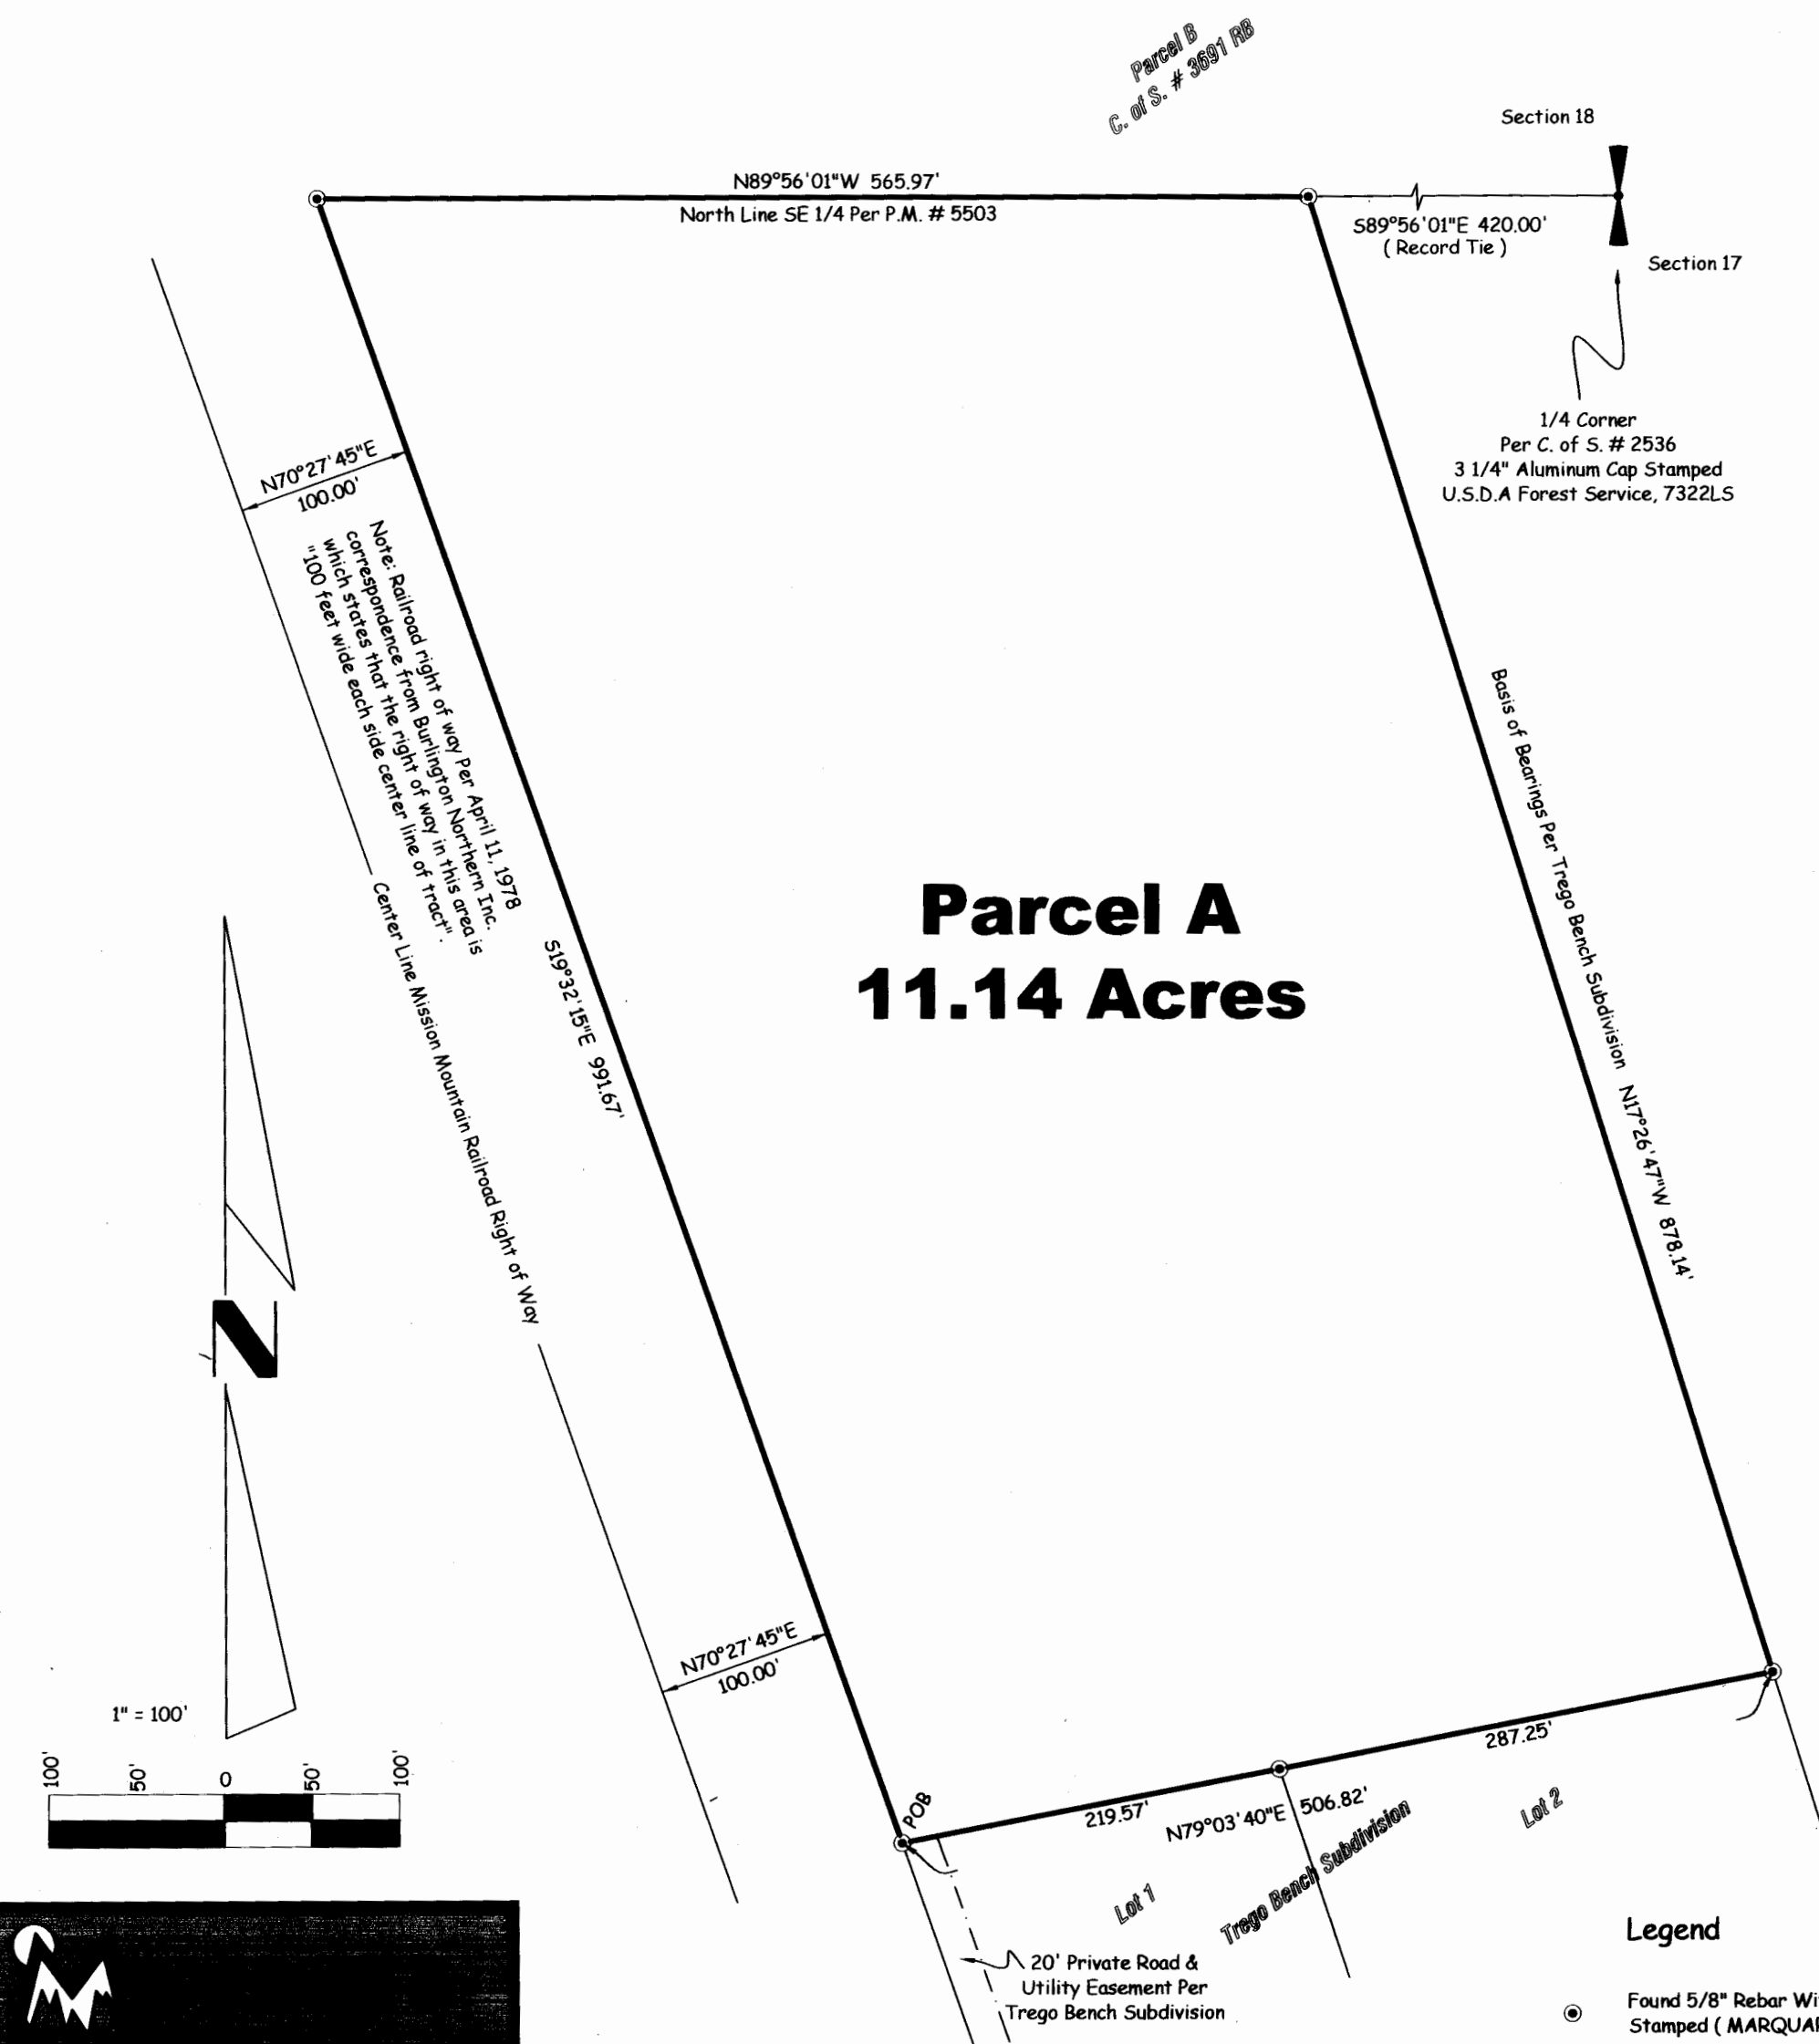 Parcel B
C. of S. # 3691 RB
Section 18
N89°56'01"W 565.97'
North Line SE 1/4 Per P.M. # 5503
S89°56'01"E 420.00'
( Record Tie )
Section 17
1/4 Corner
Per C. of S. # 2536
3 1/4" Aluminum Cap Stamped
U.S.D.A Forest Service, 7322LS
N70°27'45"E
100.00'
Note: Railroad right of way Per April 11, 1978
correspondence from Burlington Northern Inc.
which states that the right of way in this area is
"100 feet wide each side center line of tract".
Center Line Mission Mountain Railroad Right of Way
S19°32'15"E 991.67'
Basis of Bearings Per Trego Bench Subdivision N17°26'47"W 878.14'
Parcel A
11.14 Acres
N
N70°27'45"E
100.00'
1" = 100'
100' 50' 0 50' 100'
POB
219.57'
287.25'
N79°03'40"E 506.82'
Lot 1
Trego Bench Subdivision
Lot 2
20' Private Road &
Utility Easement Per
Trego Bench Subdivision
Legend
Found 5/8" Rebar
Stamped (